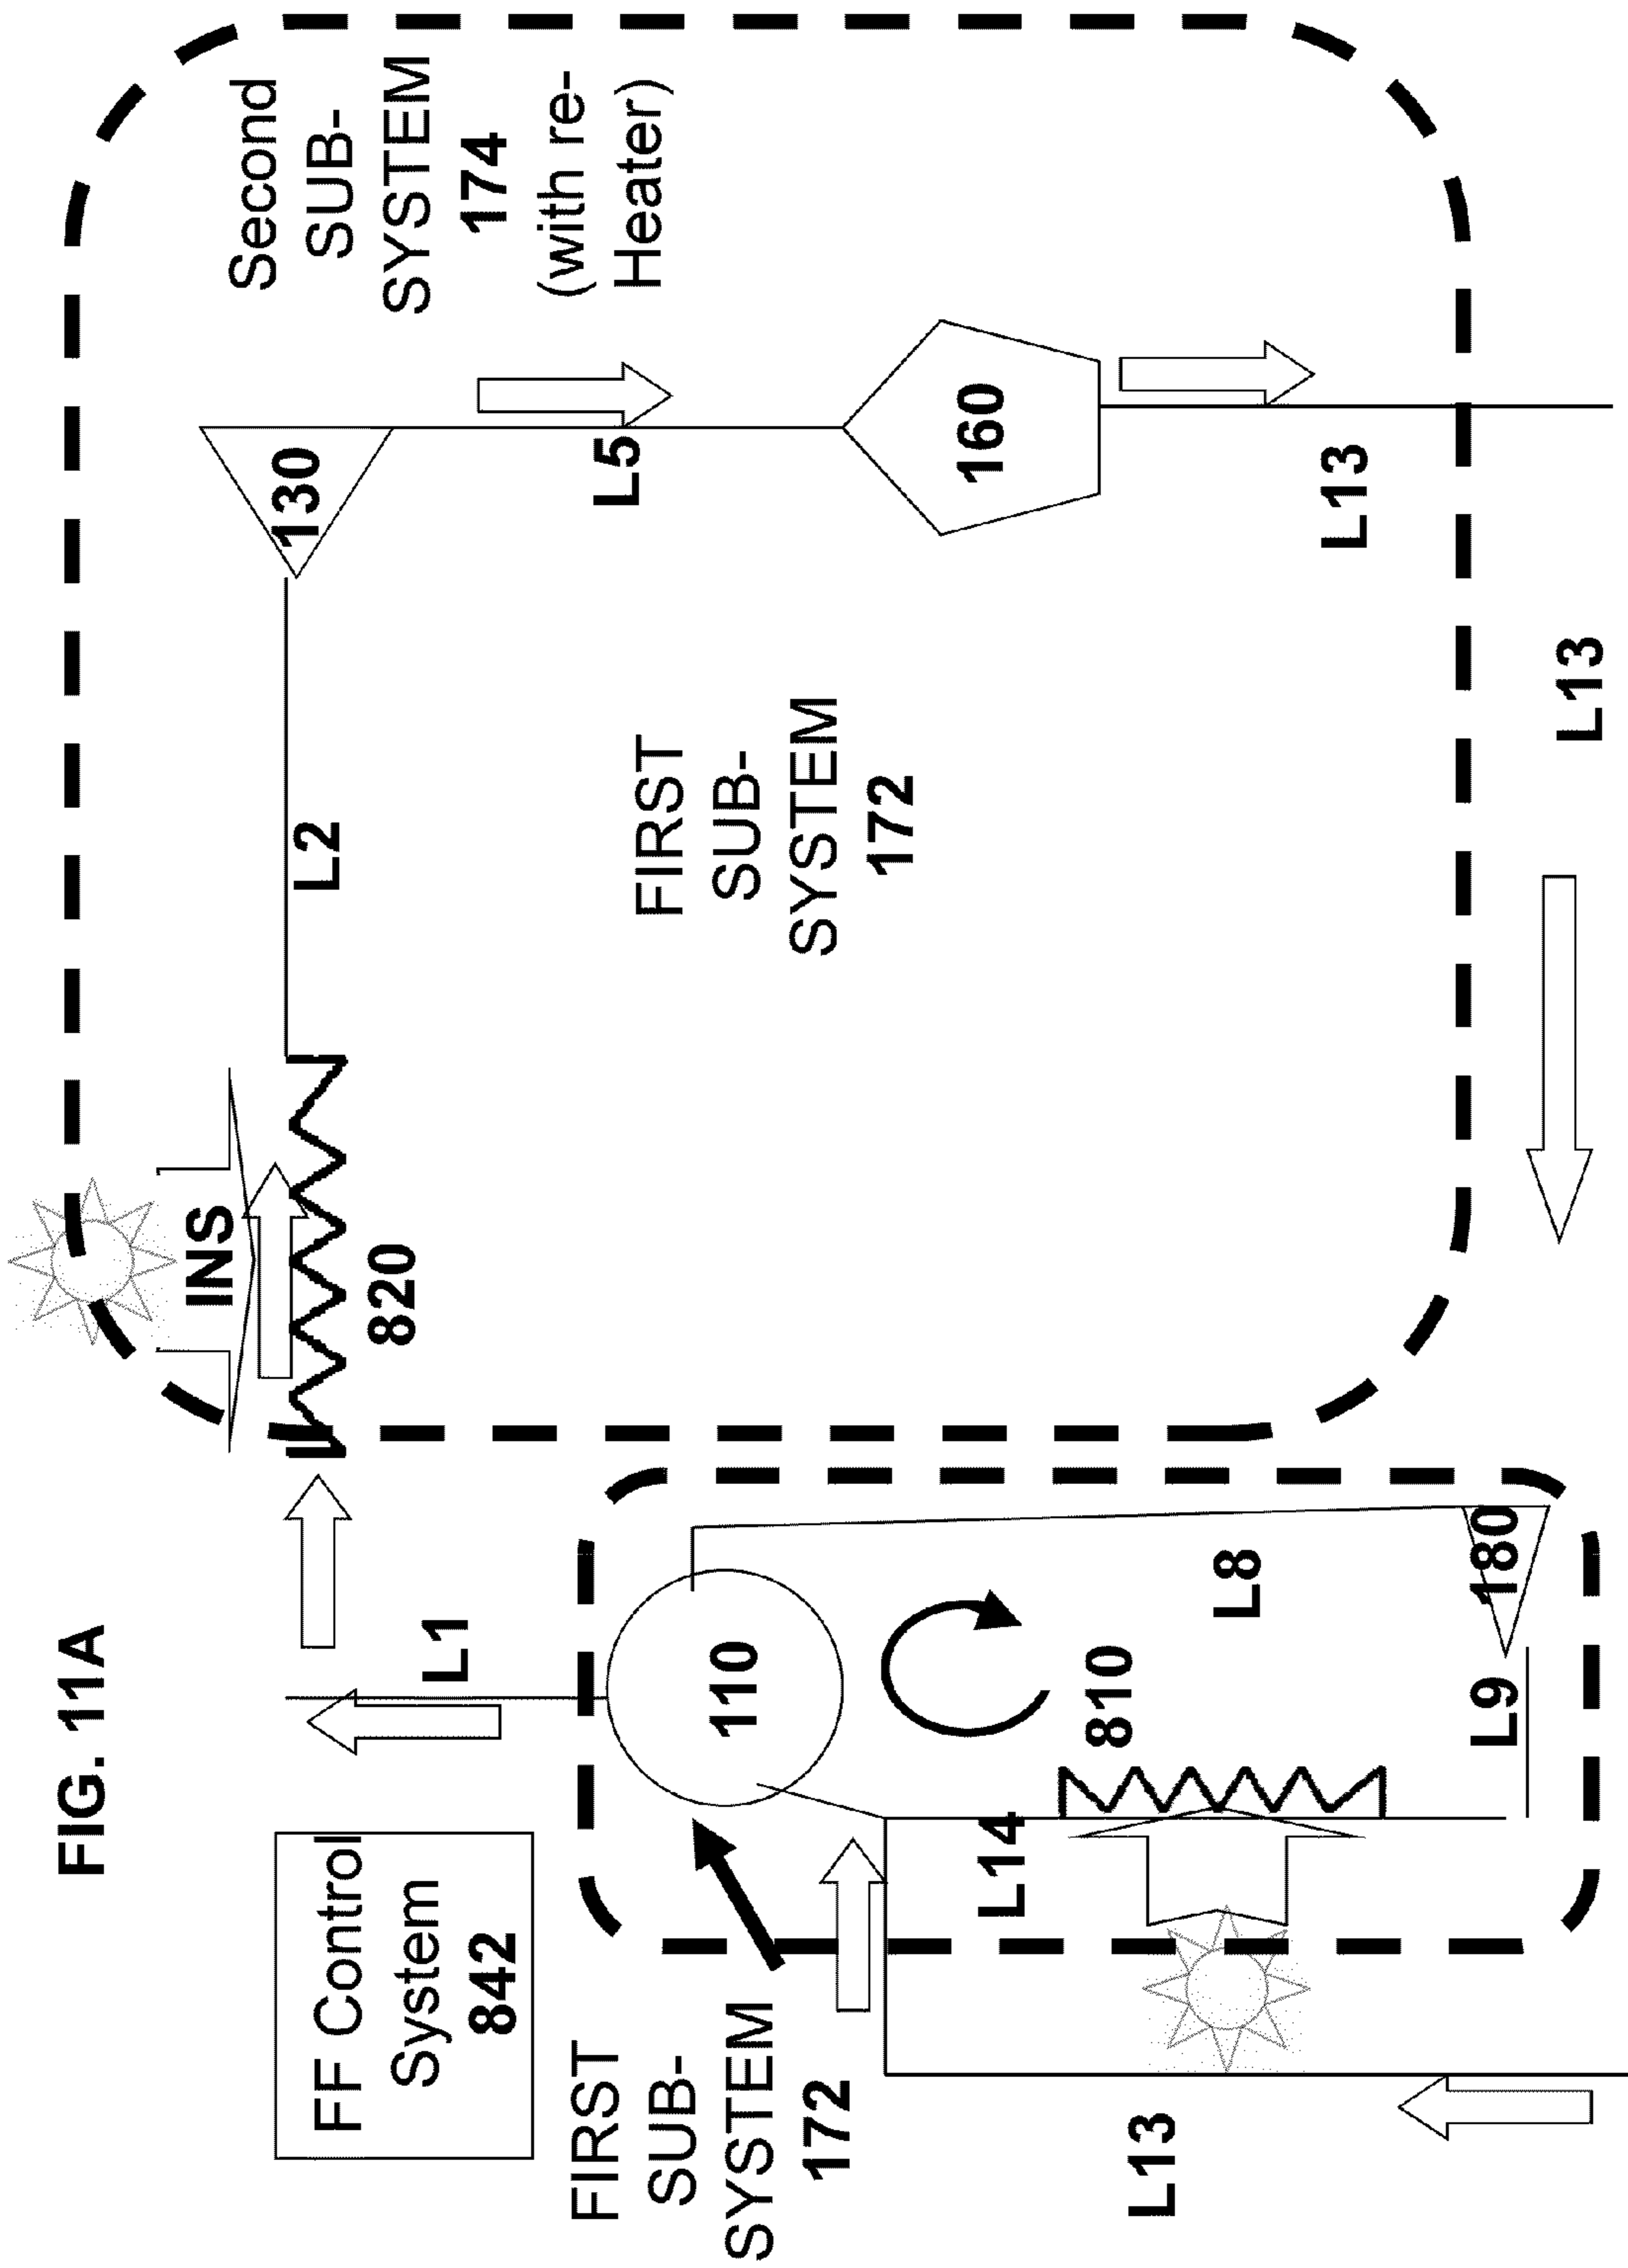 FIG. 11A
FF Control
System
842
L1
INS
820
L2
130
Second
SUB-
SYSTEM
174
(with re-
Heater)
L5
160
L13
FIRST
SUB-
SYSTEM
172
FIRST
SUB-
SYSTEM
172
110
810
L14
L8
180
L9
L13
L13